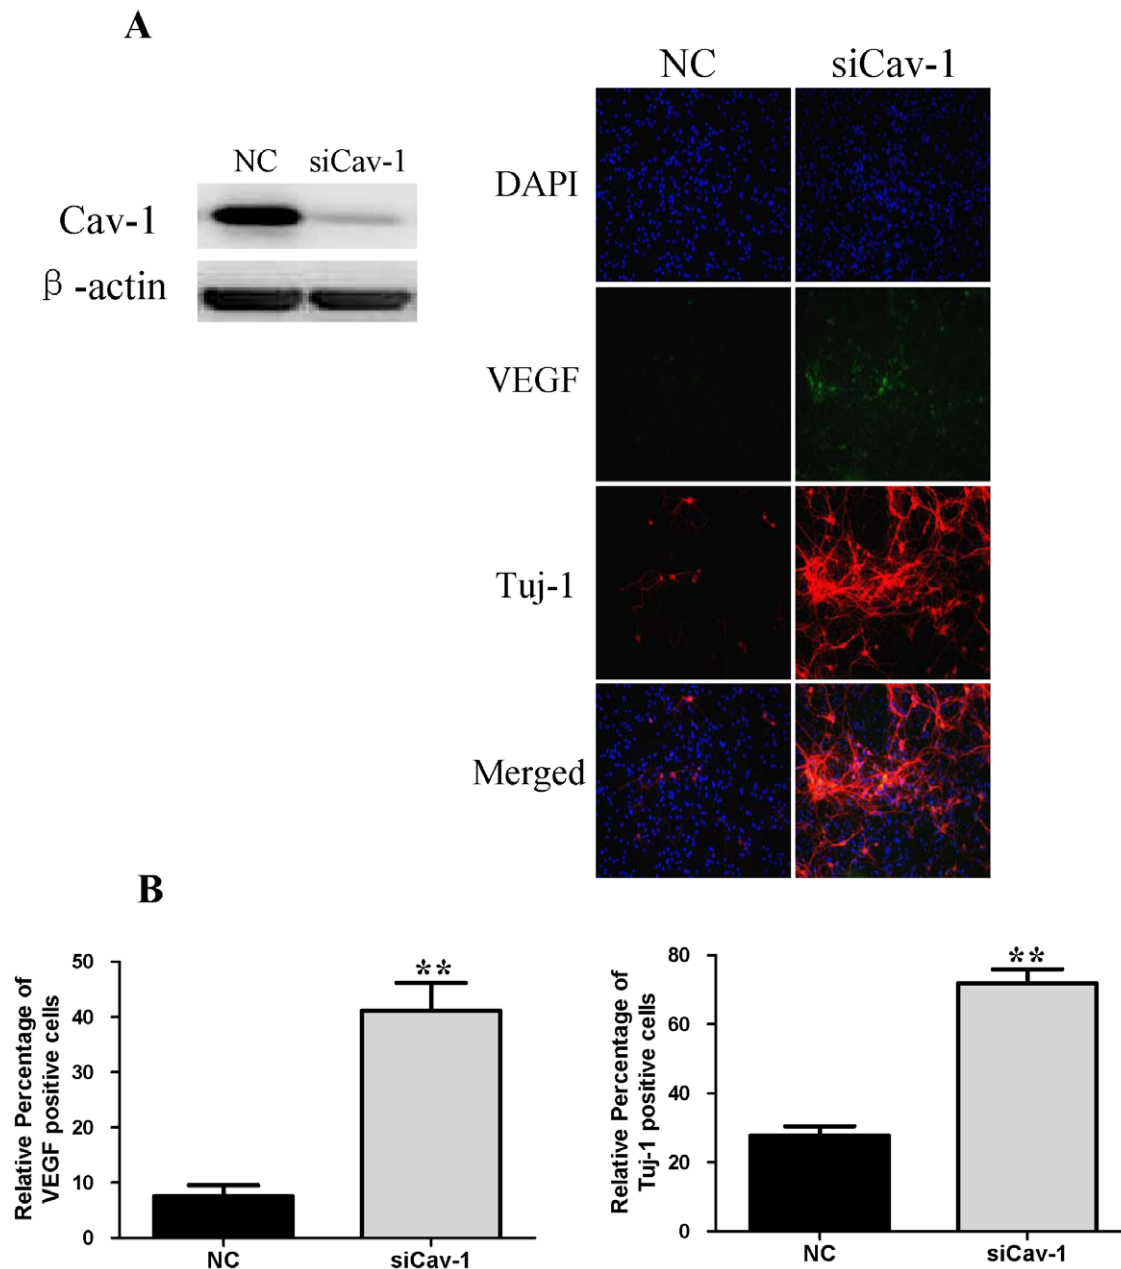 A
NC siCav-1
NC siCav-1
Cav-1
β-actin
DAPI
VEGF
Tuj-1
Merged
B
Relative Percentage of
VEGF positive cells
50
40
30
20
10
0
**
NC siCav-1
Relative Percentage of
Tuj-1 positive cells
80
60
40
20
0
**
NC siCav-1